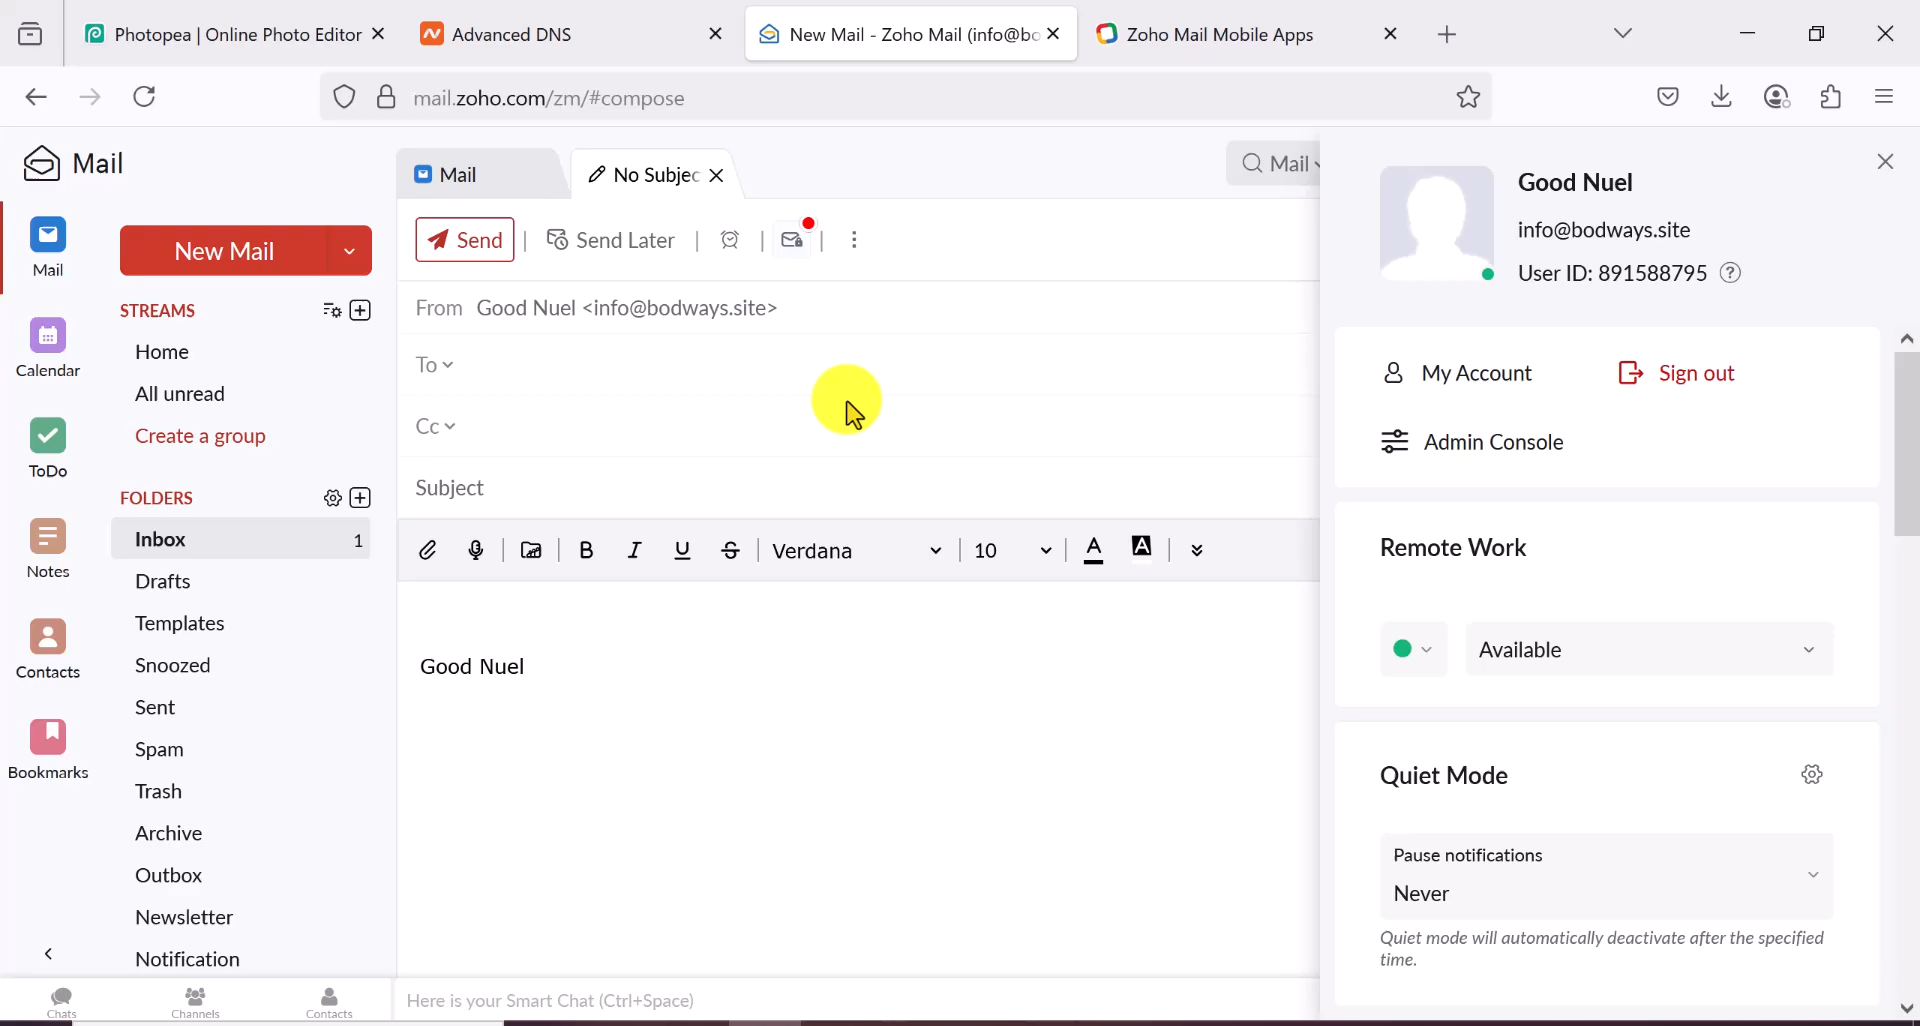 Photopea | Online Photo Editor
Advanced DNS
New Mail - Zoho Mail (info@bo
Zoho Mail Mobile Apps
mail.zoho.com/zm/#compose
Mail
Mail
No Subjec
Mail
Good Nuel
info@bodways.site
User ID: 891588795
Mail
Calendar
ToDo
Notes
Contacts
Bookmarks
New Mail
STREAMS
Home
All unread
Create a group
FOLDERS
Inbox 1
Drafts
Templates
Snoozed
Sent
Spam
Trash
Archive
Outbox
Newsletter
Notification
Send
Send Later
From Good Nuel <info@bodways.site>
To
Cc
Subject
Verdana
10
Good Nuel
My Account
Sign out
Admin Console
Remote Work
Available
Quiet Mode
Pause notifications
Never
Quiet mode will automatically deactivate after the specified
time.
Chats
Channels
Contacts
Here is your Smart Chat (Ctrl+Space)